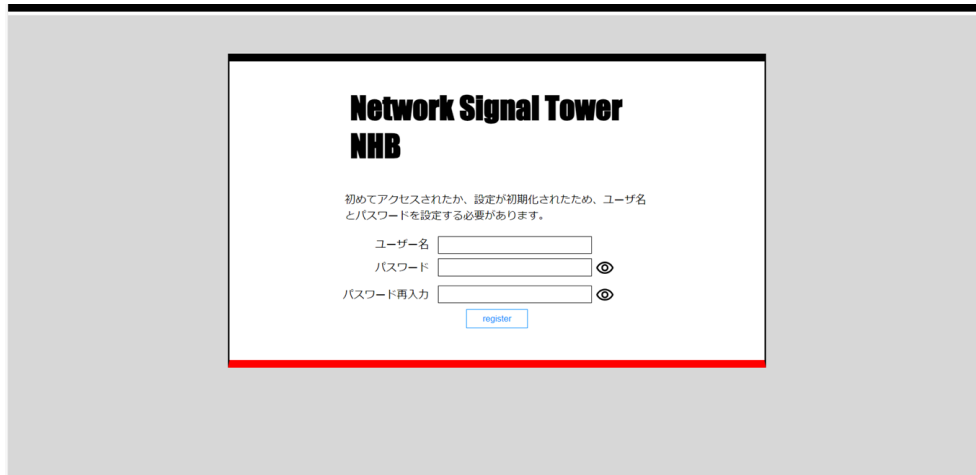 Network Signal Tower
NHB
初めてアクセスされたか、設定が初期化されたため、ユーザ名
とパスワードを設定する必要があります。
ユーザー名
パスワード
パスワード再入力
register